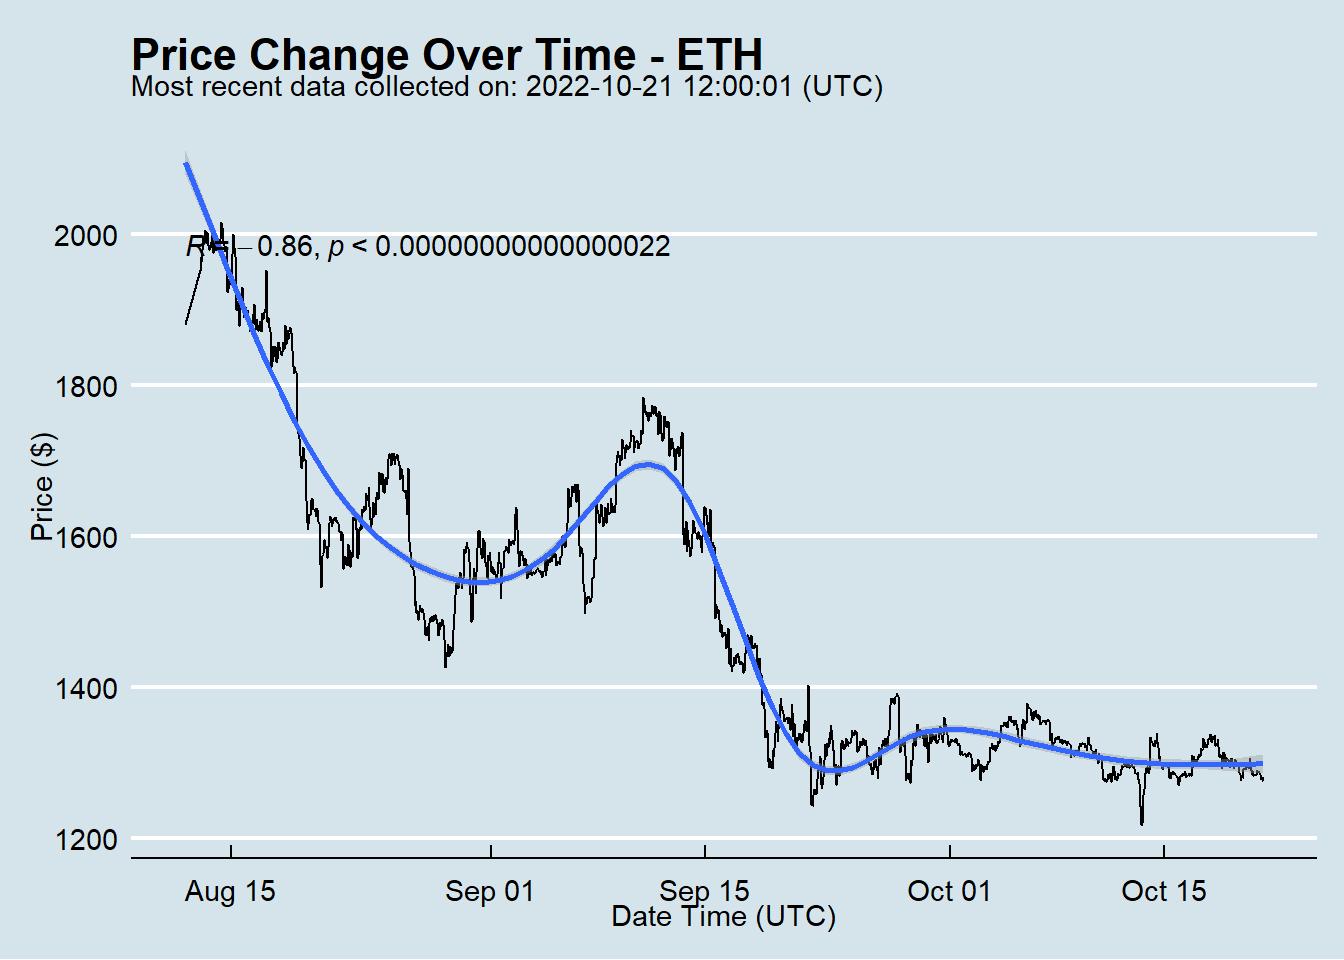 Price Change Over Time - ETH
Most recent data collected on: 2022-10-21 12:00:01 (UTC)
R = −0.86, p < 0.00000000000000022
2000
1800
1600
1400
1200
Price ($)
Aug 15 Sep 01 Sep 15 Oct 01 Oct 15
Date Time (UTC)